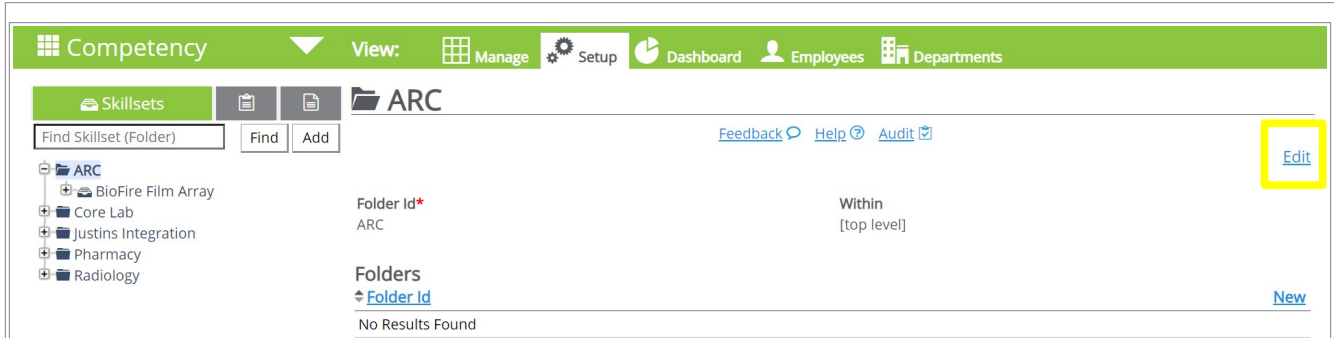 Competency View: Manage Setup Dashboard Employees Departments
Skillsets
Find Skillset (Folder) Find Add
ARC
BioFire Film Array
Core Lab
Justins Integration
Pharmacy
Radiology
ARC
Feedback Help Audit
Edit
Folder Id* Within
ARC [top level]
Folders
Folder Id New
No Results Found